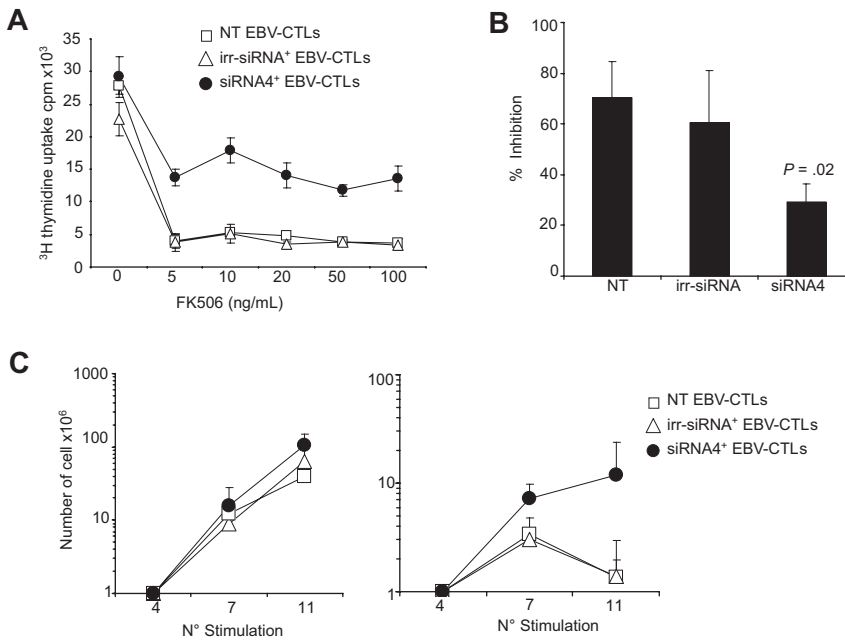 A
NT EBV-CTLs
irr-siRNA⁺ EBV-CTLs
siRNA4⁺ EBV-CTLs
³H thymidine uptake cpm x10³
35
30
25
20
15
10
5
0
0 5 10 20 50 100
FK506 (ng/mL)
B
% Inhibition
100
80
60
40
20
0
P = .02
NT irr-siRNA siRNA4
C
Number of cell x10⁶
1000
100
10
1
4 7 11
N° Stimulation
100
10
1
4 7 11
N° Stimulation
NT EBV-CTLs
irr-siRNA⁺ EBV-CTLs
siRNA4⁺ EBV-CTLs